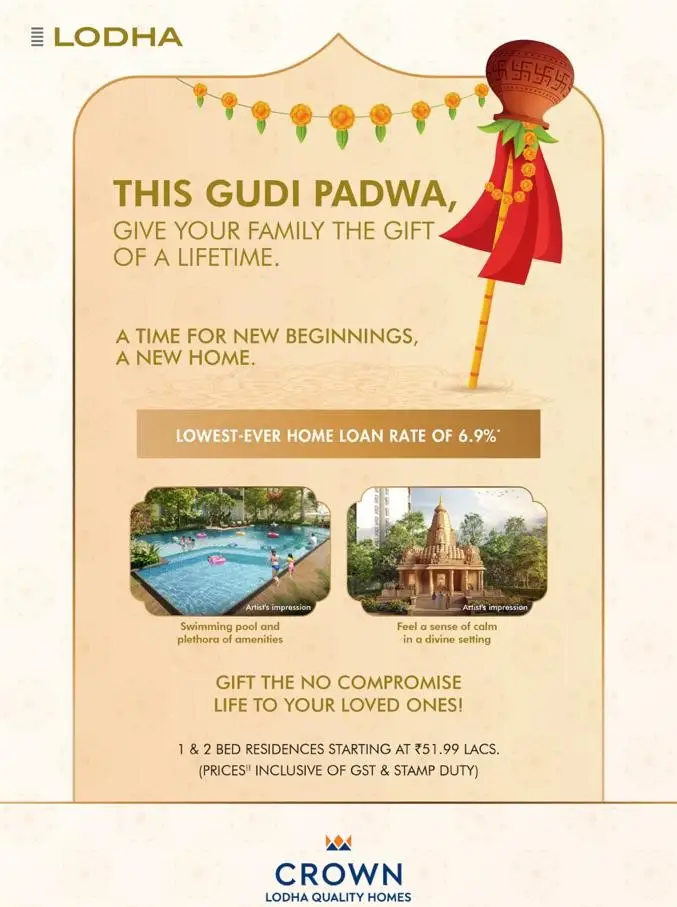 LODHA
THIS GUDI PADWA,
GIVE YOUR FAMILY THE GIFT
OF A LIFETIME.
A TIME FOR NEW BEGINNINGS,
A NEW HOME.
LOWEST-EVER HOME LOAN RATE OF 6.9%*
Artist's impression
Swimming pool and
plethora of amenities
Artist's impression
Feel a sense of calm
in a divine setting
GIFT THE NO COMPROMISE
LIFE TO YOUR LOVED ONES!
1 & 2 BED RESIDENCES STARTING AT ₹51.99 LACS.
(PRICES!! INCLUSIVE OF GST & STAMP DUTY)
CROWN
LODHA QUALITY HOMES